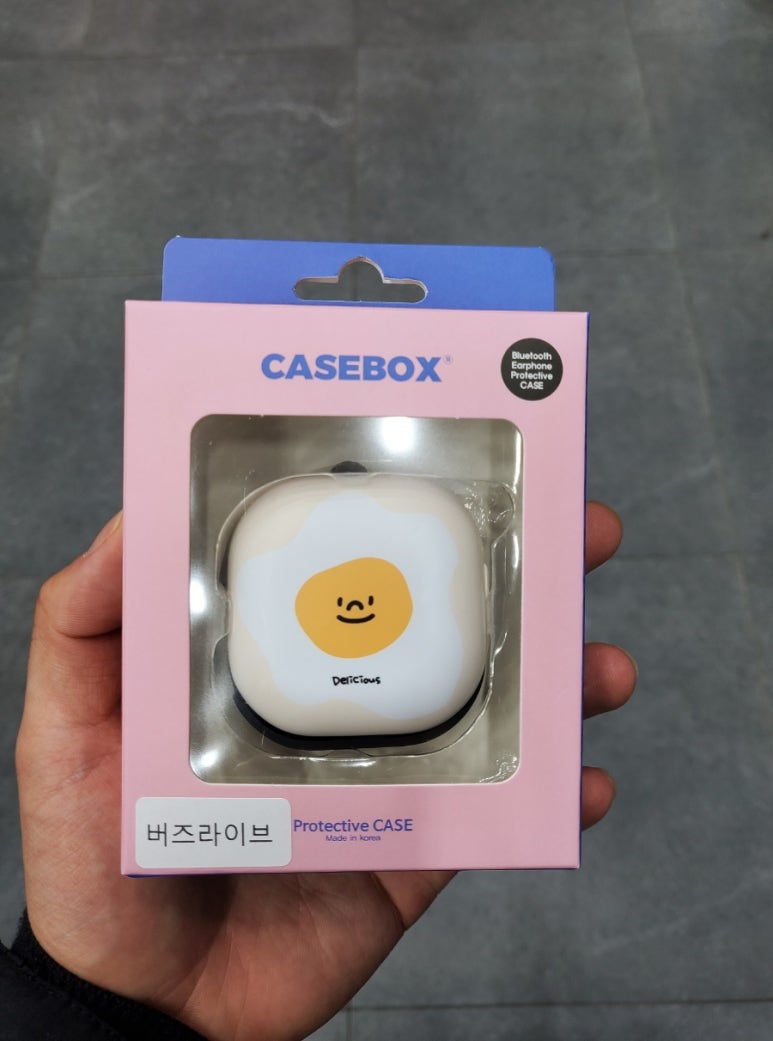 CASEBOX®
Bluetooth
Earphone
Protective
CASE
Delicious
버즈라이브
Protective CASE
Made in korea